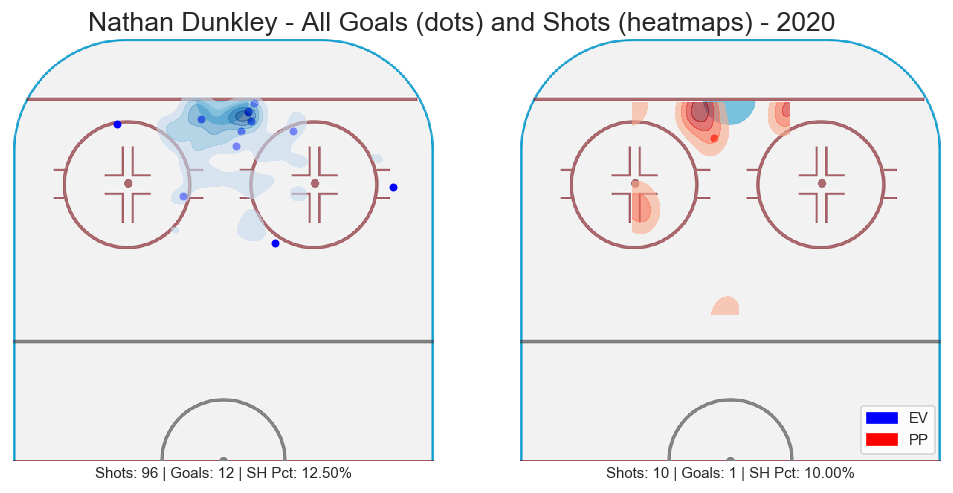 Nathan Dunkley - All Goals (dots) and Shots (heatmaps) - 2020
EV
PP
Shots: 96 | Goals: 12 | SH Pct: 12.50%
Shots: 10 | Goals: 1 | SH Pct: 10.00%